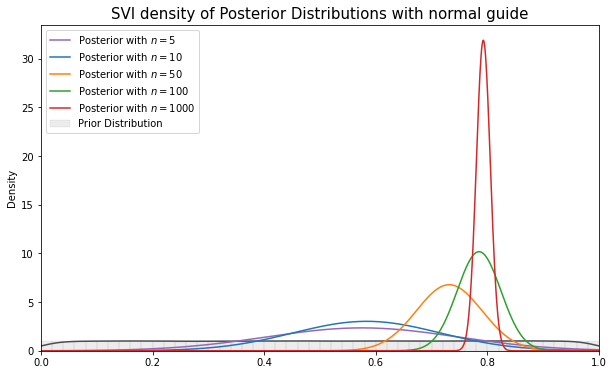 SVI density of Posterior Distributions with normal guide
Posterior with n = 5
Posterior with n = 10
Posterior with n = 50
Posterior with n = 100
Posterior with n = 1000
Prior Distribution
Density
30
25
20
15
10
5
0
0.0 0.2 0.4 0.6 0.8 1.0